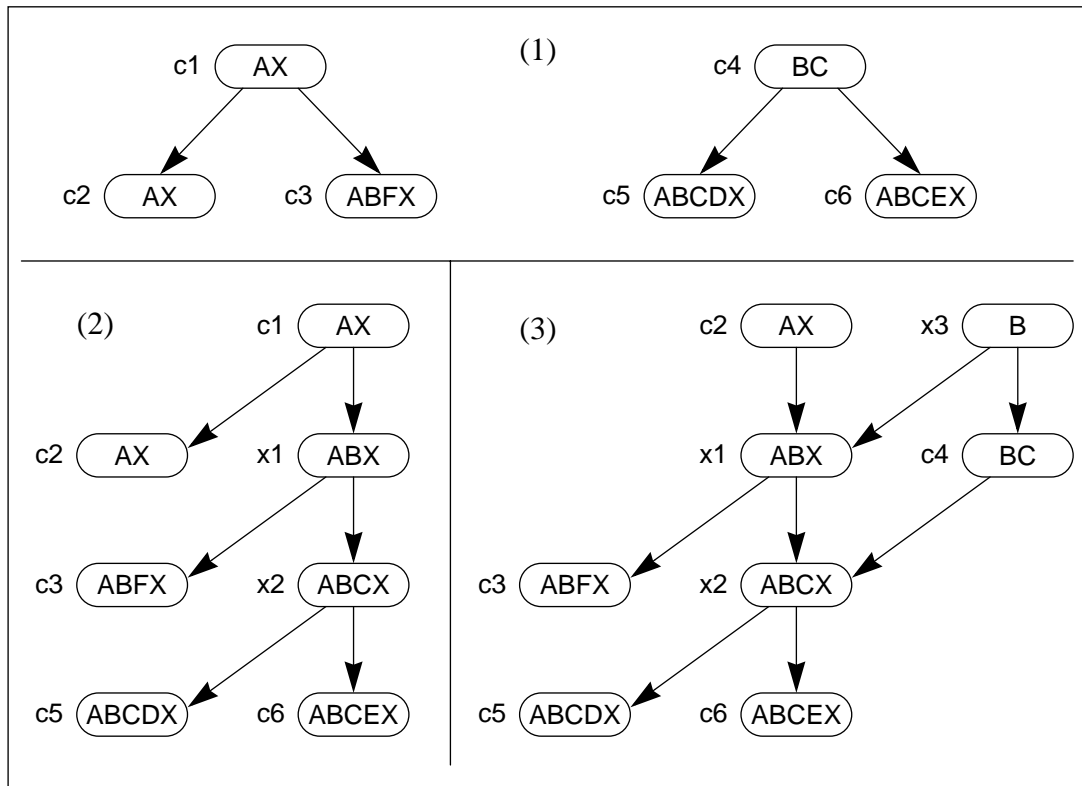 (1)
c1 AX
c4 BC
c2 AX
c3 ABFX
c5 ABCDX
c6 ABCEX
(2)
c1 AX
c2 AX
x1 ABX
c3 ABFX
x2 ABCX
c5 ABCDX
c6 ABCEX
(3)
c2 AX
x3 B
x1 ABX
c4 BC
c3 ABFX
x2 ABCX
c5 ABCDX
c6 ABCEX